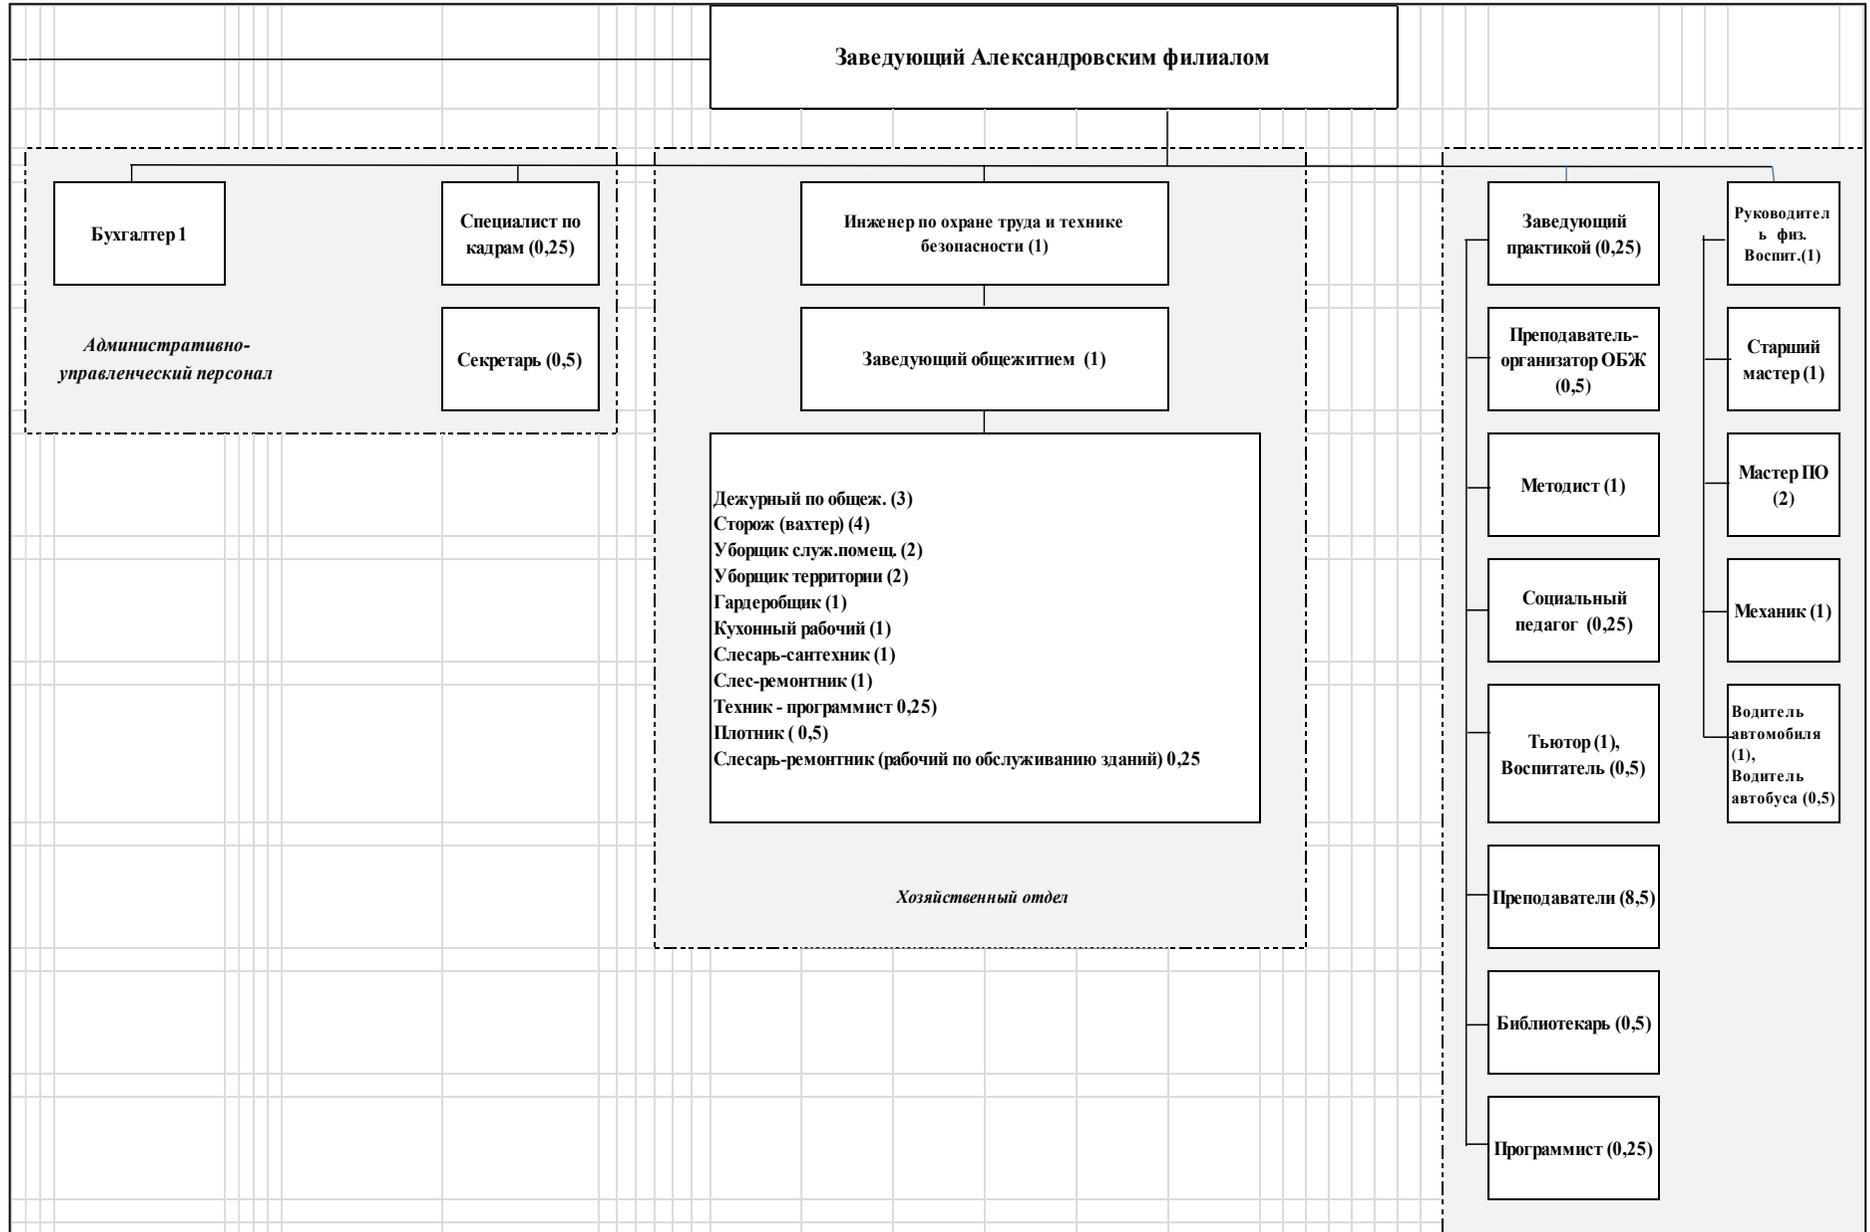 Заведующий Александровским филиалом
Бухгалтер 1
Специалист по
кадрам (0,25)
Секретарь (0,5)
Административно-
управленческий персонал
Инженер по охране труда и технике
безопасности (1)
Заведующий общежитием (1)
Дежурный по общеж. (3)
Сторож (вахтер) (4)
Уборщик служ.помещ. (2)
Уборщик территории (2)
Гардеробщик (1)
Кухонный рабочий (1)
Слесарь-сантехник (1)
Слес-ремонтник (1)
Техник - программист 0,25)
Плотник ( 0,5)
Слесарь-ремонтник (рабочий по обслуживанию зданий) 0,25
Хозяйственный отдел
Заведующий
практикой (0,25)
Преподаватель-
организатор ОБЖ
(0,5)
Методист (1)
Социальный
педагог (0,25)
Тьютор (1),
Воспитатель (0,5)
Преподаватели (8,5)
Библиотекарь (0,5)
Программист (0,25)
Руководител
ь физ.
Воспит.(1)
Старший
мастер (1)
Мастер ПО
(2)
Механик (1)
Водитель
автомобиля
(1),
Водитель
автобуса (0,5)